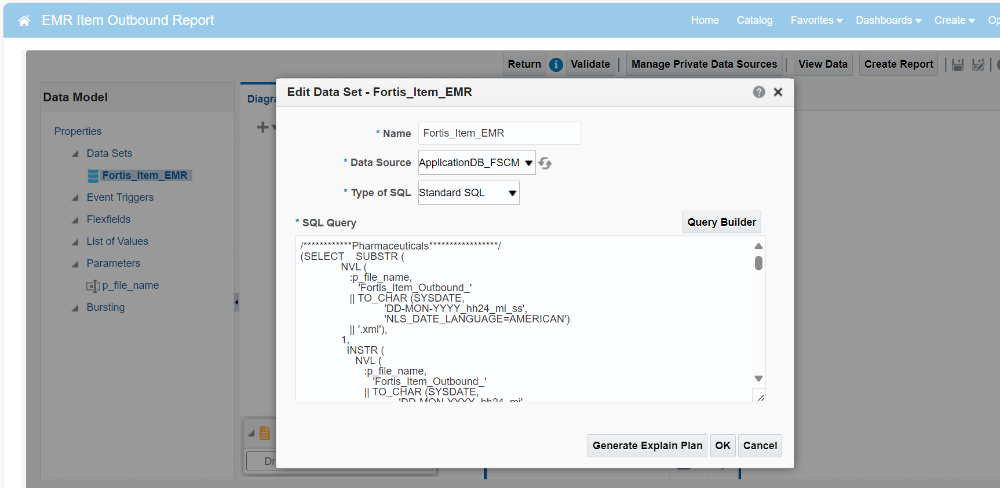 EMR Item Outbound Report
Home Catalog Favorites Dashboards Create
Return Validate Manage Private Data Sources View Data Create Report
Data Model
Properties
Data Sets
Fortis_Item_EMR
Event Triggers
Flexfields
List of Values
Parameters
p_file_name
Bursting
Edit Data Set - Fortis_Item_EMR
* Name Fortis_Item_EMR
* Data Source ApplicationDB_FSCM
* Type of SQL Standard SQL
* SQL Query Query Builder
/************Pharmaceuticals*****************/
(SELECT SUBSTR (
NVL (
:p_file_name,
'Fortis_Item_Outbound_'
|| TO_CHAR (SYSDATE,
'DD-MON-YYYY_hh24_mi_ss',
'NLS_DATE_LANGUAGE=AMERICAN')
|| '.xml'),
1,
INSTR (
NVL (
:p_file_name,
'Fortis_Item_Outbound_'
|| TO_CHAR (SYSDATE,
Generate Explain Plan OK Cancel